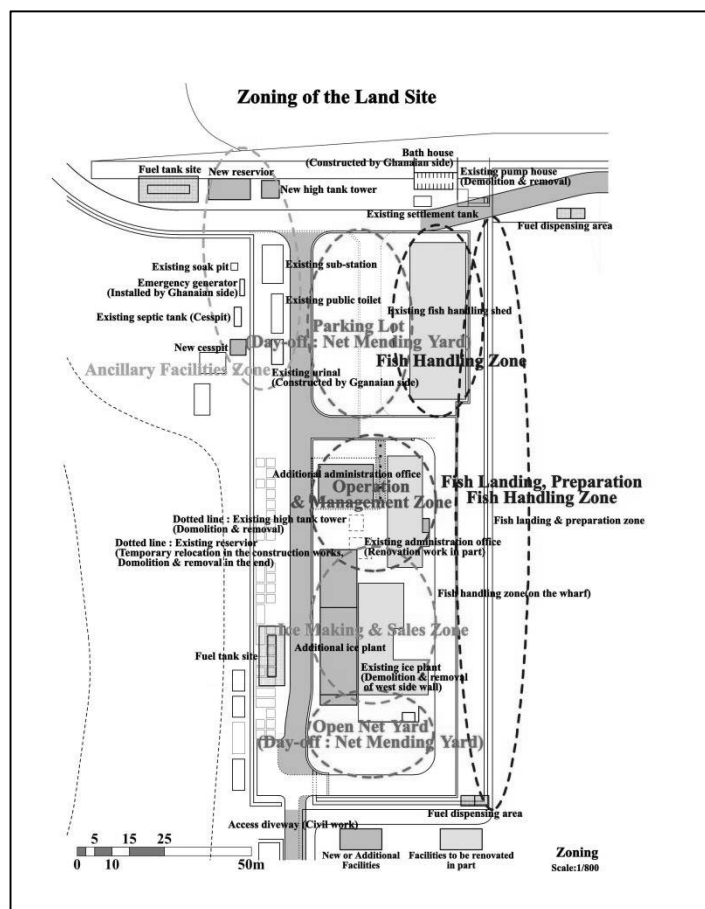 Zoning of the Land Site
Bath house
(Constructed by Ghanaian side)
Fuel tank site
New reservior
New high tank tower
Existing pump house
(Demolition & removal)
Existing settlement tank
Fuel dispensing area
Existing soak pit
Existing sub-station
Emergency generator
(Installed by Ghanaian side)
Existing public toilet
Existing fish handling shed
Existing septic tank (Cesspit)
Parking Lot
(Day-off : Net Mending Yard)
New cesspit
Fish Handling Zone
Ancillary Facilities Zone
Existing urinal
(Constructed by Gganaian side)
Additional administration office
Operation
& Management Zone
Fish Landing, Preparation
Fish Handling Zone
Dotted line : Existing high tank tower
(Domolition & removal)
Fish landing & preparation zone
Dotted line : Existing reservior
(Temporary relocation in the construction works,
Domolition & removal in the end)
Existing administration office
(Renovation work in part)
Fish handling zone(on the wharf)
Ice Making & Sales Zone
Additional ice plant
Fuel tank site
Existing ice plant
(Demolition & removal
of west side wall)
Open Net Yard
(Day-off : Net Mending Yard)
Fuel dispensing area
Access diveway (Civil work)
5 15 25
0 10 50m
New or Additional
Facilities
Facilities to be renovated
in part
Zoning
Scale:1/800